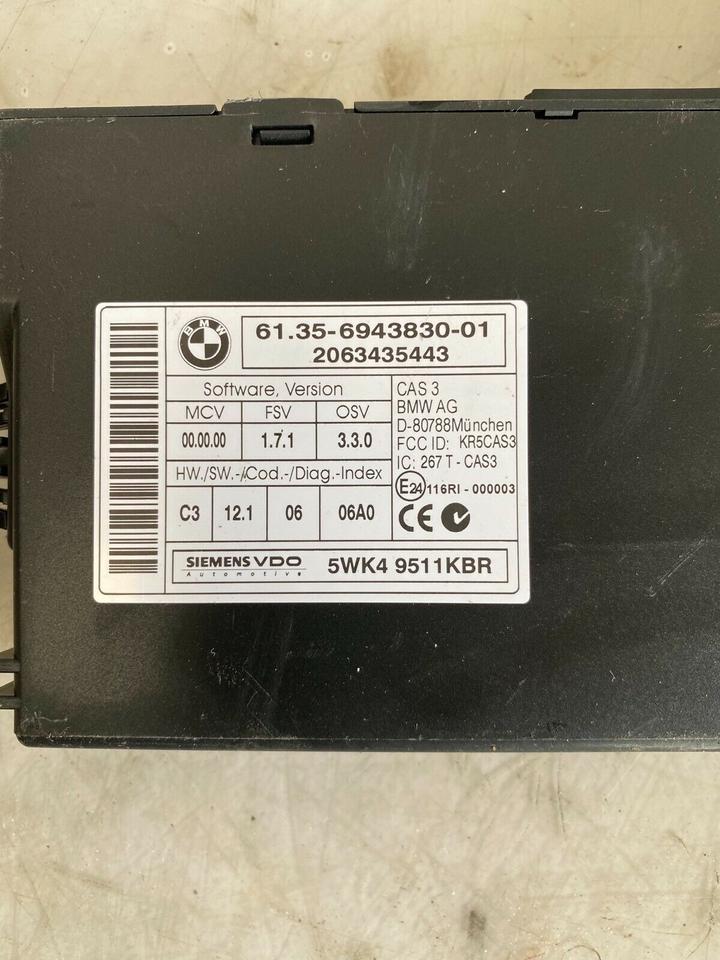 BMW
61.35-6943830-01
2063435443
Software, Version
MCV FSV OSV
00.00.00 1.7.1 3.3.0
HW./SW.-/Cod.-/Diag.-Index
C3 12.1 06 06A0
CAS 3
BMW AG
D-80788München
FCC ID: KR5CAS3
IC: 267 T - CAS3
E24 116RI - 000003
CE
SIEMENS VDO
Automotive
5WK4 9511KBR